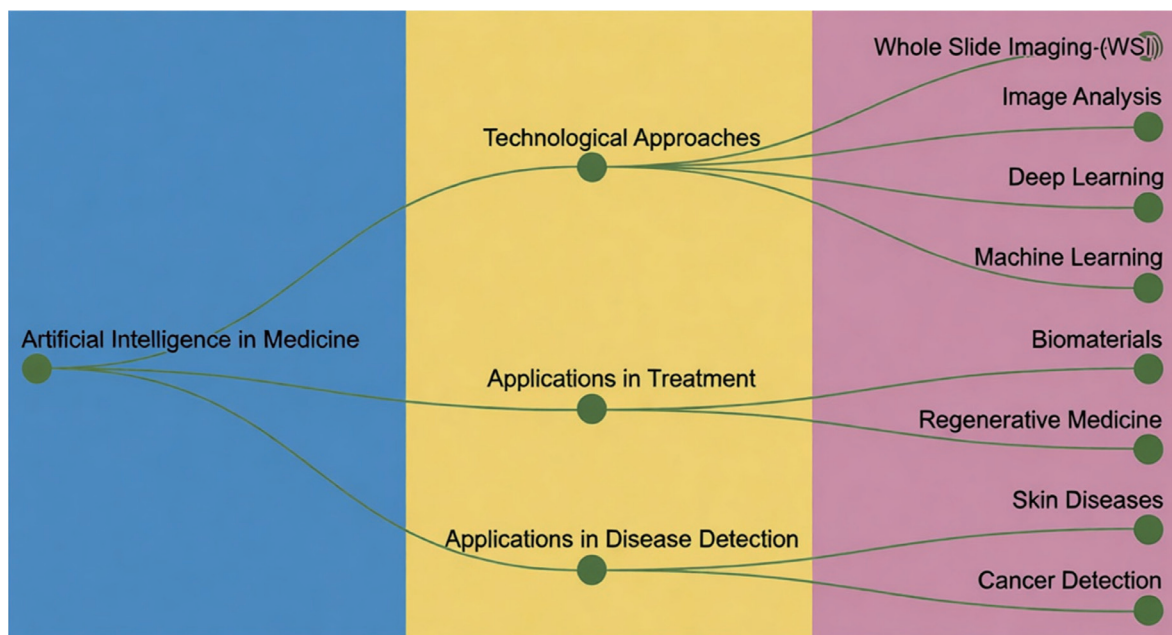 Artificial Intelligence in Medicine
Technological Approaches
Whole Slide Imaging (WSI)
Image Analysis
Deep Learning
Machine Learning
Applications in Treatment
Biomaterials
Regenerative Medicine
Applications in Disease Detection
Skin Diseases
Cancer Detection